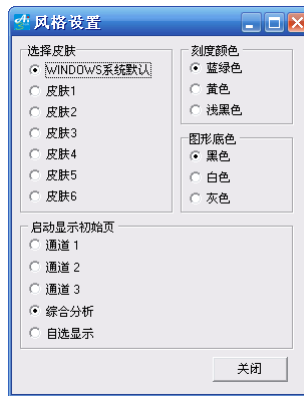 风格设置
选择皮肤
WINDOWS系统默认
皮肤1
皮肤2
皮肤3
皮肤4
皮肤5
皮肤6
刻度颜色
蓝绿色
黄色
浅黑色
图形底色
黑色
白色
灰色
启动显示初始页
通道 1
通道 2
通道 3
综合分析
自选显示
关闭